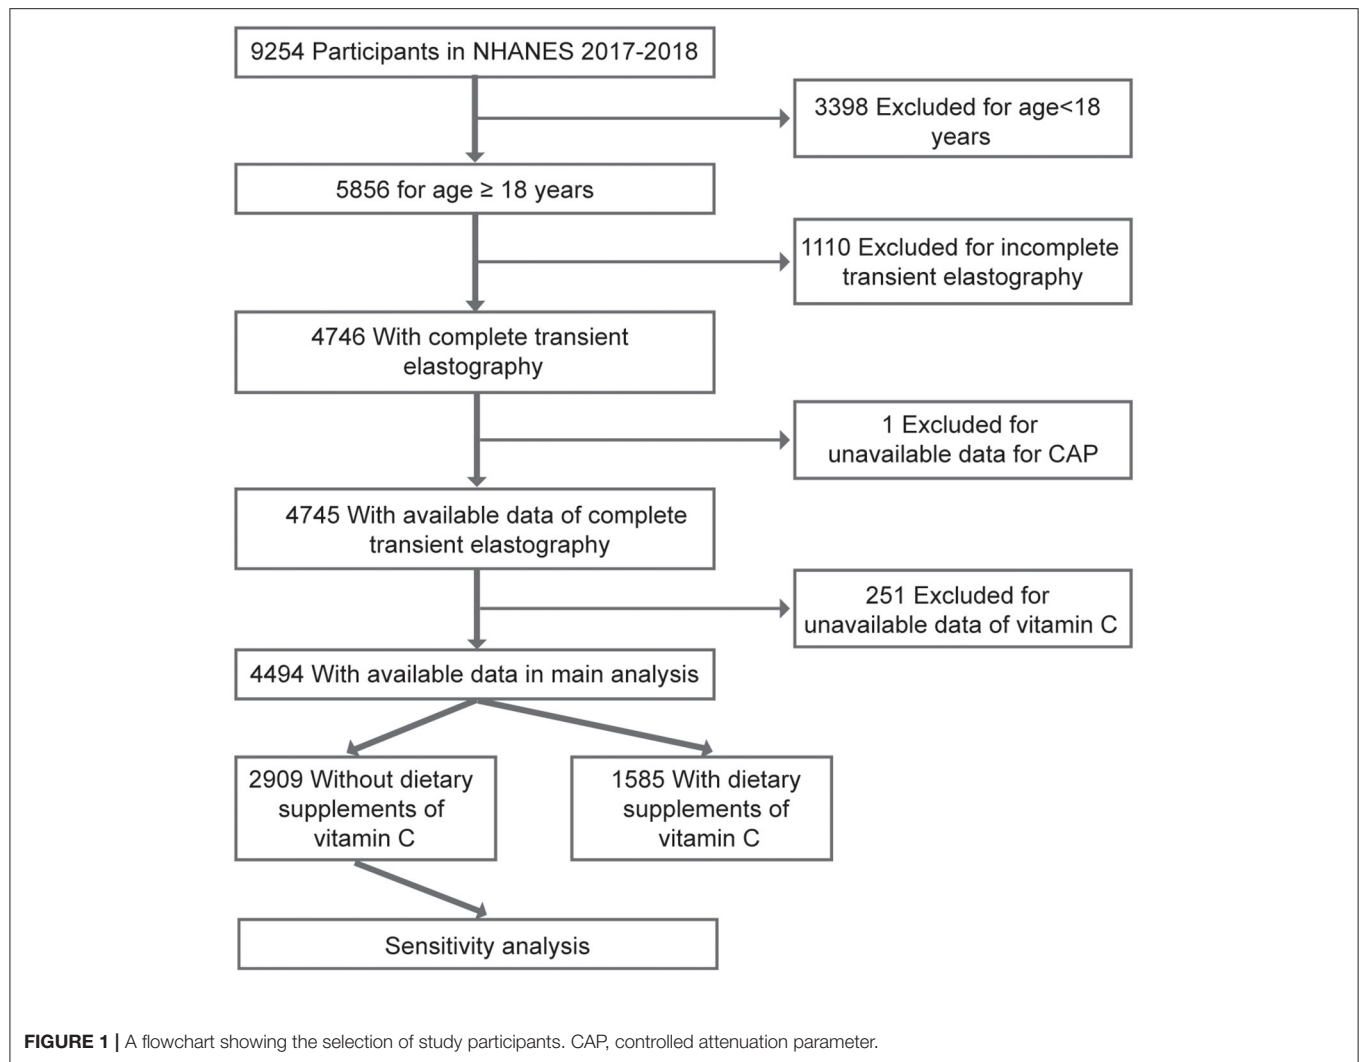 9254 Participants in NHANES 2017-2018
3398 Excluded for age<18
years
5856 for age ≥ 18 years
1110 Excluded for incomplete
transient elastography
4746 With complete transient
elastography
1 Excluded for
unavailable data for CAP
4745 With available data of complete
transient elastography
251 Excluded for
unavailable data of vitamin C
4494 With available data in main analysis
2909 Without dietary
supplements of
vitamin C
1585 With dietary
supplements of
vitamin C
Sensitivity analysis
FIGURE 1 | A flowchart showing the selection of study participants. CAP, controlled attenuation parameter.